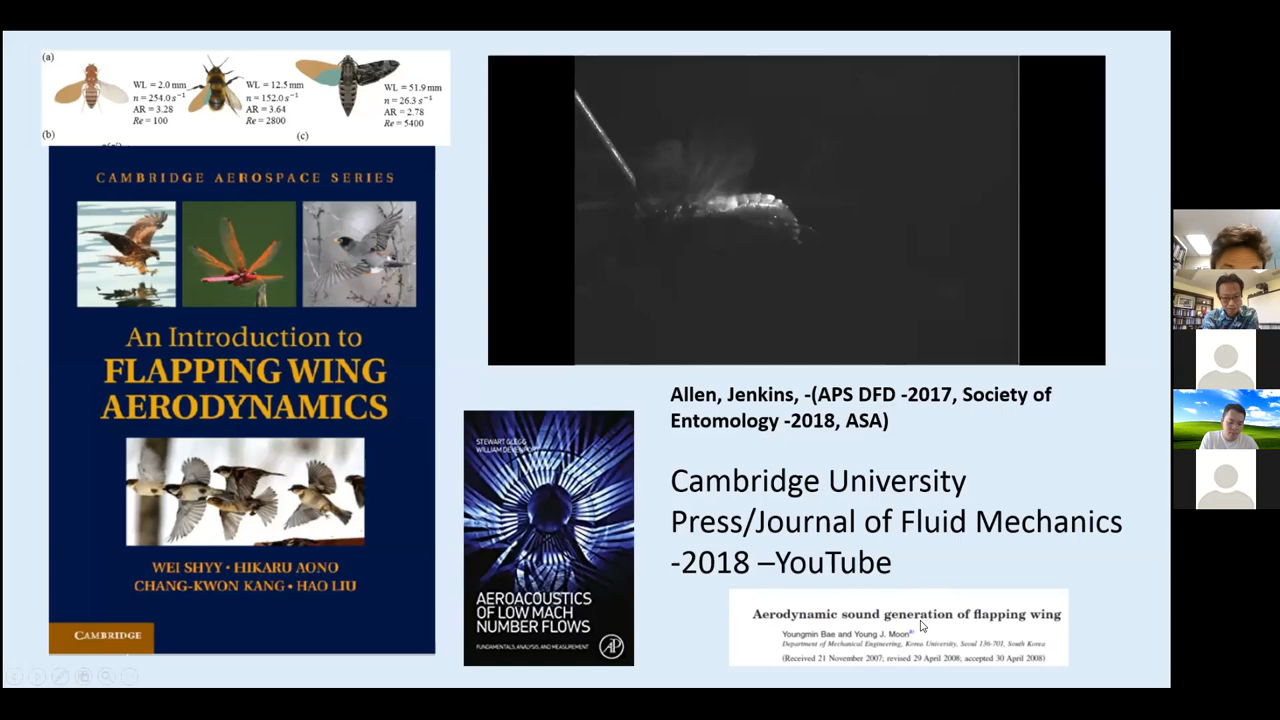 (a)
WL = 2.0 mm
n = 254.0 s⁻¹
AR = 3.28
Re = 100
WL = 12.5 mm
n = 152.0 s⁻¹
AR = 3.64
Re = 2800
WL = 51.9 mm
n = 26.3 s⁻¹
AR = 2.78
Re = 5400
(b)
(c)
CAMBRIDGE AEROSPACE SERIES
An Introduction to
FLAPPING WING
AERODYNAMICS
WEI SHYY • HIKARU AONO
CHANG-KWON KANG • HAO LIU
CAMBRIDGE
STEWART GLEGG
WILLIAM DEVENPORT
AEROACOUSTICS
OF LOW MACH
NUMBER FLOWS
FUNDAMENTALS, ANALYSIS, AND MEASUREMENT
Allen, Jenkins, -(APS DFD -2017, Society of
Entomology -2018, ASA)
Cambridge University
Press/Journal of Fluid Mechanics
-2018 –YouTube
Aerodynamic sound generation of flapping wing
Youngmin Bae and Young J. Moon
Department of Mechanical Engineering, Korea University, Seoul 136-701, South Korea
(Received 21 November 2007; revised 29 April 2008; accepted 30 April 2008)